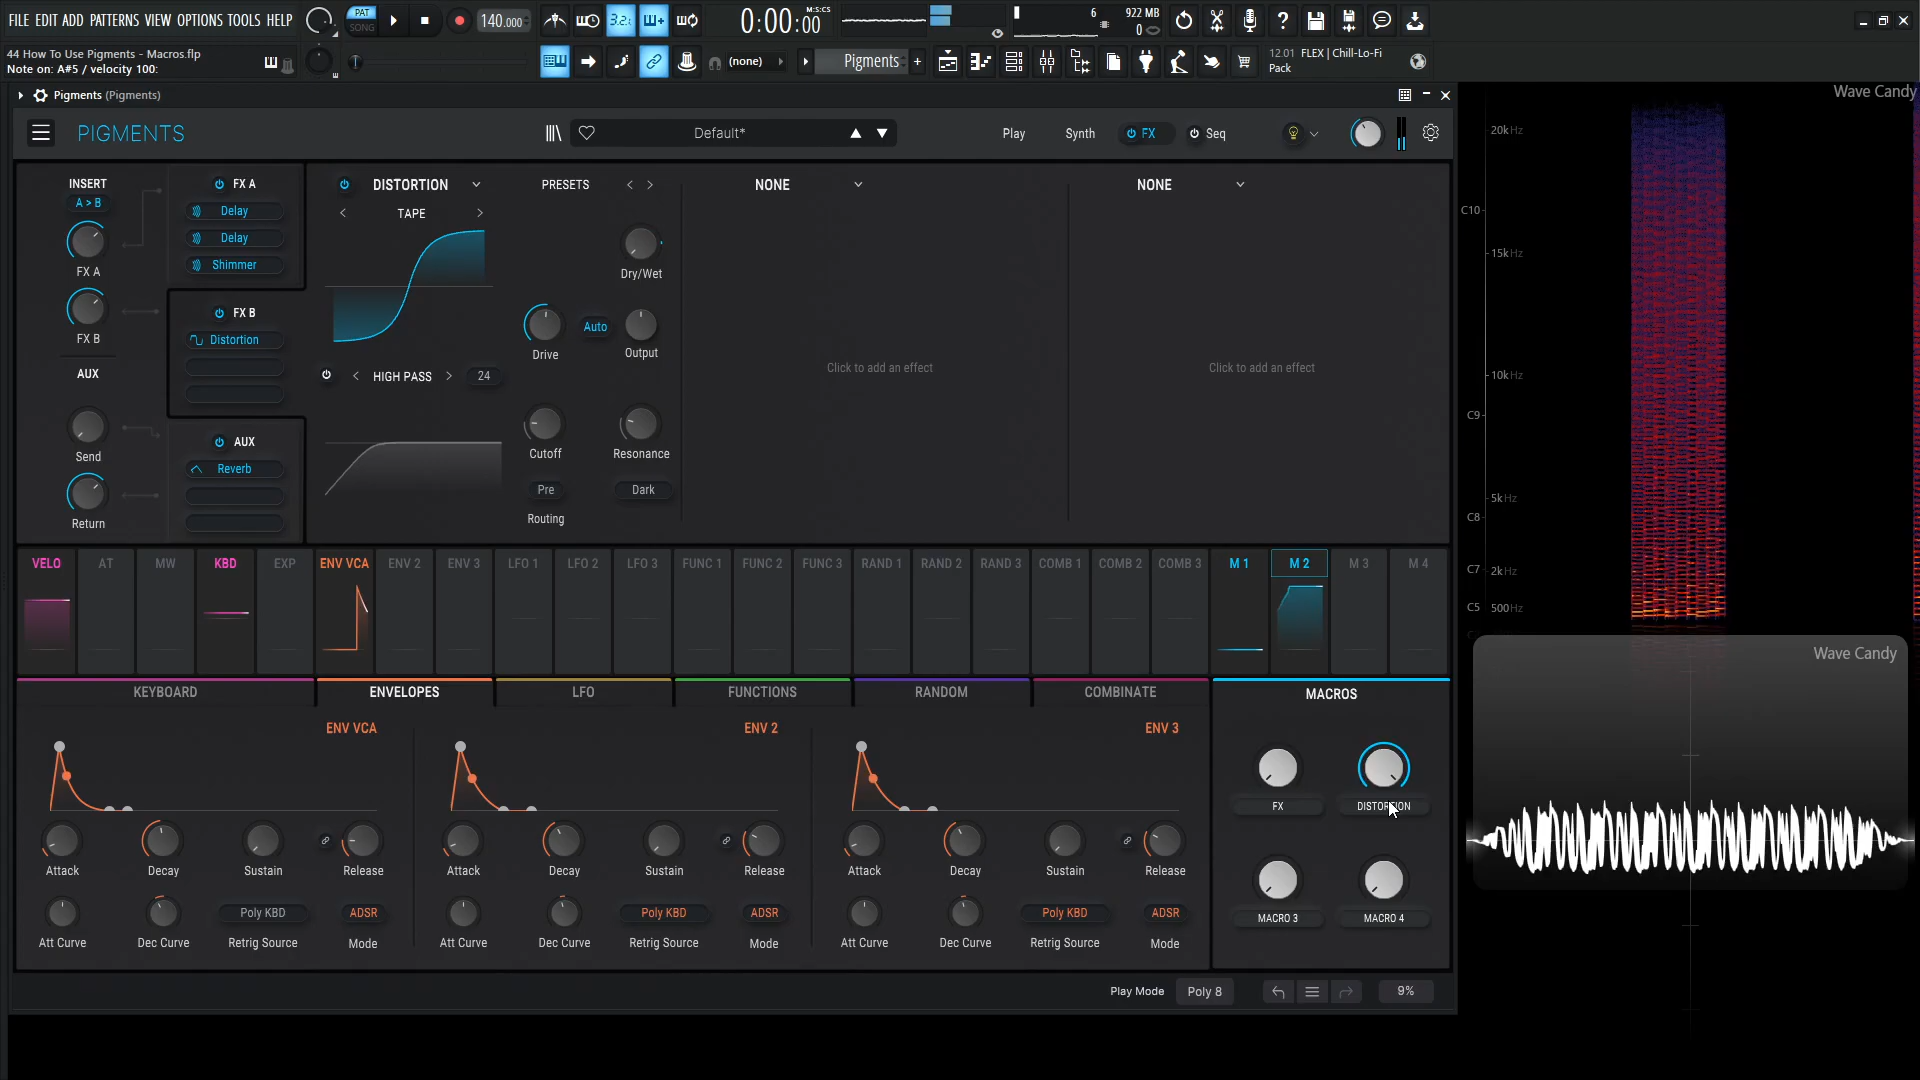 FILE EDIT ADD PATTERNS VIEW OPTIONS TOOLS HELP
PAT
SONG
140.000
3.2.
0:00:00
M:S:CS
6
922 MB
0
44 How To Use Pigments - Macros.flp
Note on: A#5 / velocity 100:
(none)
Pigments
12.01 FLEX | Chill-Lo-Fi
Pack
Pigments (Pigments)
PIGMENTS
Default*
Play
Synth
FX
Seq
INSERT
A > B
FX A
FX B
AUX
Send
Return
FX A
Delay
Delay
Shimmer
FX B
Distortion
AUX
Reverb
DISTORTION
TAPE
PRESETS
Dry/Wet
Drive
Auto
Output
HIGH PASS
24
Cutoff
Resonance
Pre
Dark
Routing
NONE
Click to add an effect
NONE
Click to add an effect
VELO
AT
MW
KBD
EXP
ENV VCA
ENV 2
ENV 3
LFO 1
LFO 2
LFO 3
FUNC 1
FUNC 2
FUNC 3
RAND 1
RAND 2
RAND 3
COMB 1
COMB 2
COMB 3
M 1
M 2
M 3
M 4
KEYBOARD
ENVELOPES
LFO
FUNCTIONS
RANDOM
COMBINATE
MACROS
ENV VCA
Attack
Decay
Sustain
Release
Att Curve
Dec Curve
Poly KBD
Retrig Source
ADSR
Mode
ENV 2
Attack
Decay
Sustain
Release
Att Curve
Dec Curve
Poly KBD
Retrig Source
ADSR
Mode
ENV 3
Attack
Decay
Sustain
Release
Att Curve
Dec Curve
Poly KBD
Retrig Source
ADSR
Mode
FX
DISTORTION
MACRO 3
MACRO 4
Play Mode
Poly 8
9%
Wave Candy
20kHz
C10
15kHz
10kHz
C9
5kHz
C8
C7
2kHz
C5
500Hz
Wave Candy